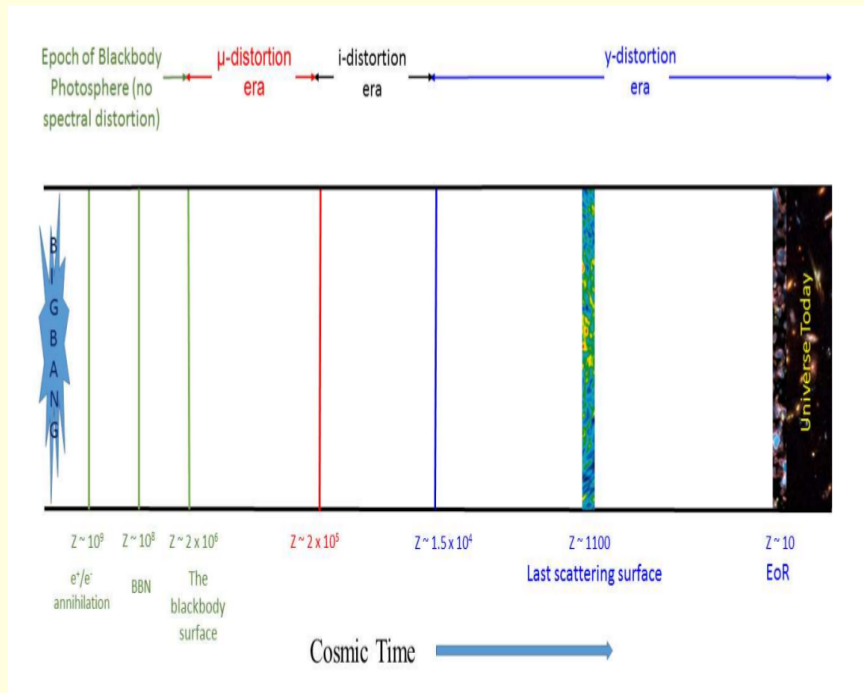 Epoch of Blackbody
Photosphere (no
spectral distortion)
μ-distortion
era
i-distortion
era
y-distortion
era
BIGBANG
Universe Today
Z ~ 10⁹
Z ~ 10⁸
Z ~ 2 x 10⁶
Z ~ 2 x 10⁵
Z ~ 1.5 x 10⁴
Z ~ 1100
Z ~ 10
e⁺/e⁻
annihilation
BBN
The
blackbody
surface
Last scattering surface
EoR
Cosmic Time